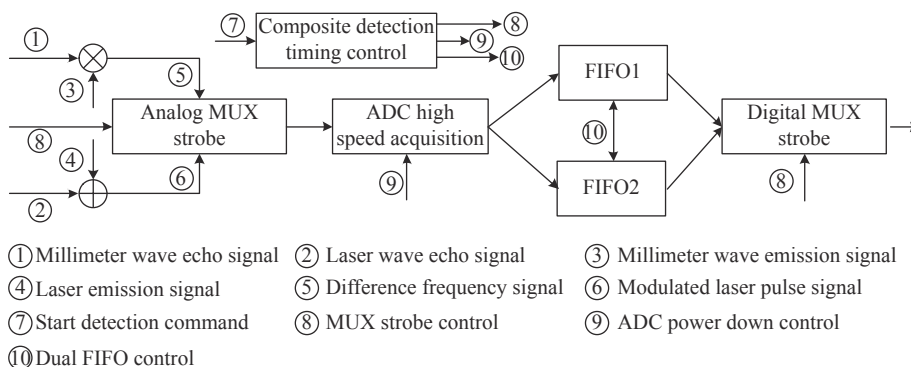 ① ⑦ Composite detection timing control ⑧
⑨
⑩
③ ⑤ FIFO1
Analog MUX strobe ADC high speed acquisition ⑩ Digital MUX strobe
⑧
④ ⑥ FIFO2
② ⑨ ⑧
① Millimeter wave echo signal ② Laser wave echo signal ③ Millimeter wave emission signal
④ Laser emission signal ⑤ Difference frequency signal ⑥ Modulated laser pulse signal
⑦ Start detection command ⑧ MUX strobe control ⑨ ADC power down control
⑩ Dual FIFO control